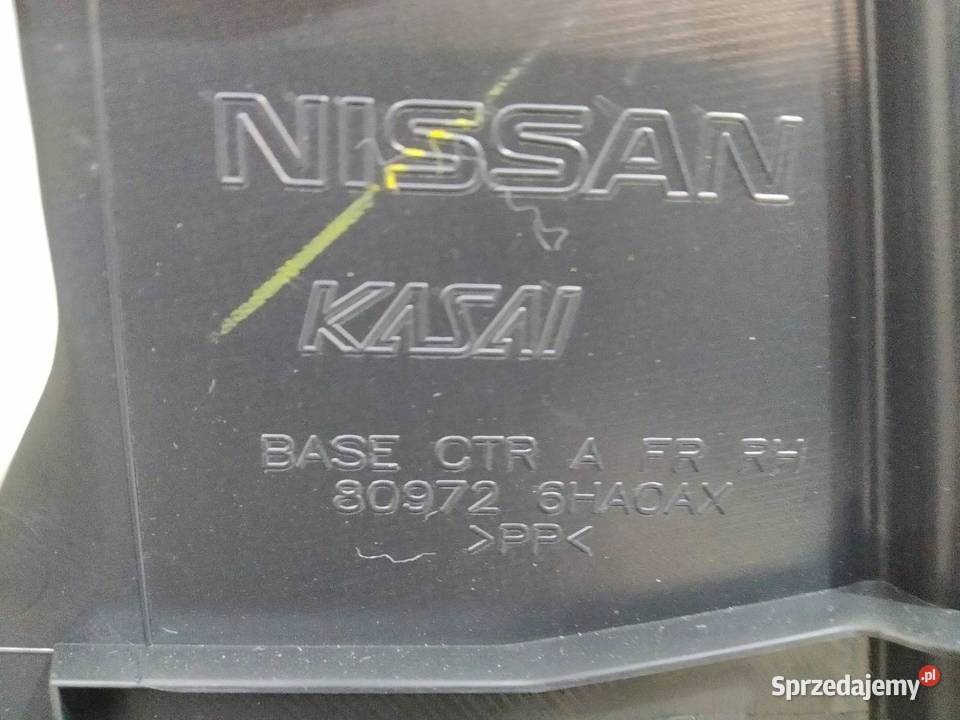 NISSAN
KASAI
BASE CTR A FR RH
80972 6HA0AX
>PP<
Sprzedajemy.pl